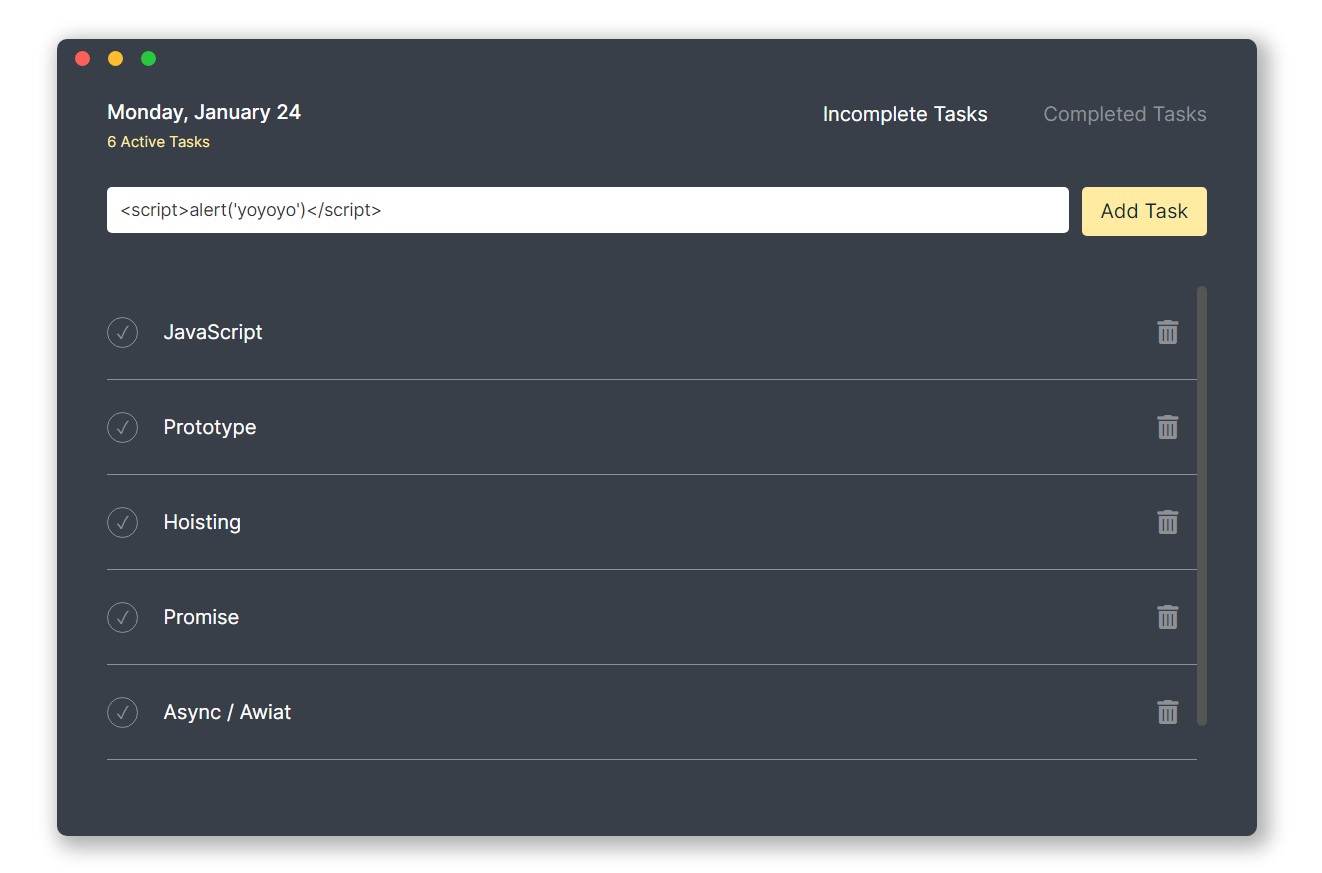 Monday, January 24
6 Active Tasks
Incomplete Tasks
Completed Tasks
<script>alert('yoyoyo')</script>
Add Task
JavaScript
Prototype
Hoisting
Promise
Async / Awiat